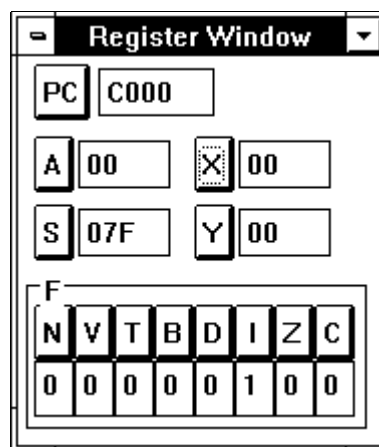 Register Window
PC C000
A 00 X 00
S 07F Y 00
F
N V T B D I Z C
0 0 0 0 0 1 0 0